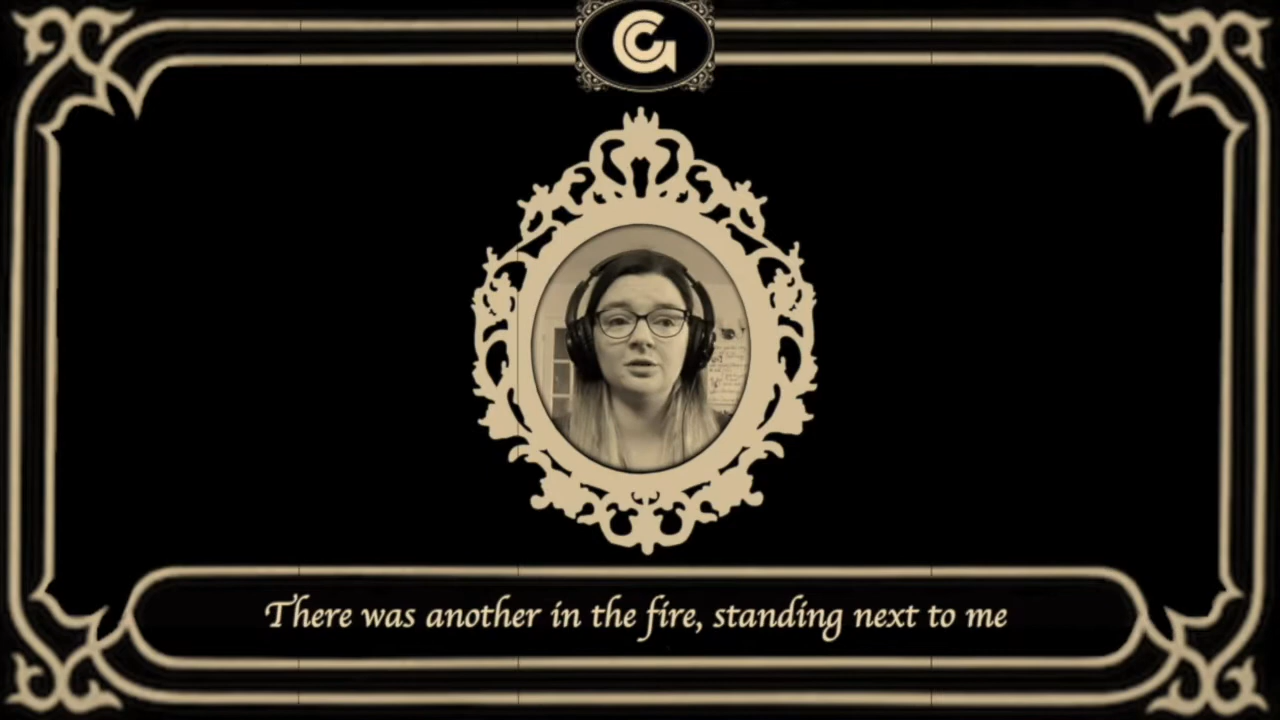 There was another in the fire, standing next to me